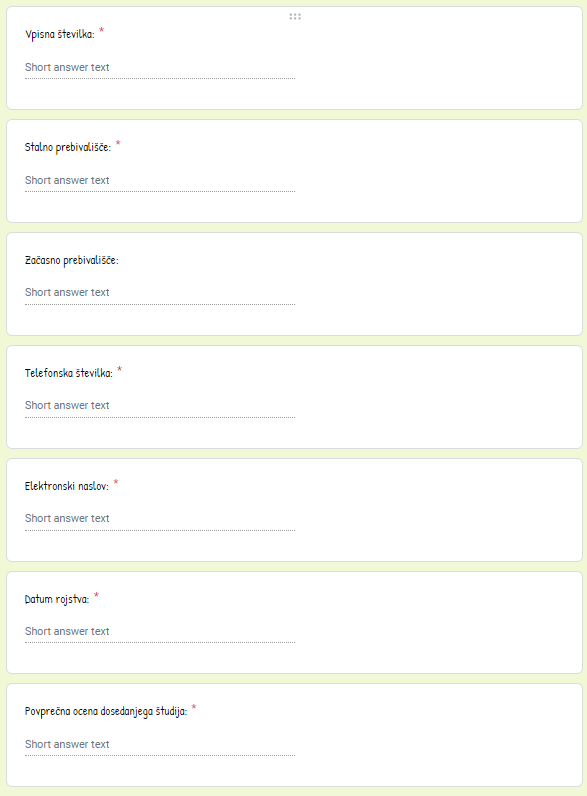 Vpisna številka: *
Short answer text
Stalno prebivališče: *
Short answer text
Začasno prebivališče:
Short answer text
Telefonska številka: *
Short answer text
Elektronski naslov: *
Short answer text
Datum rojstva: *
Short answer text
Povprečna ocena dosedanjega študija: *
Short answer text